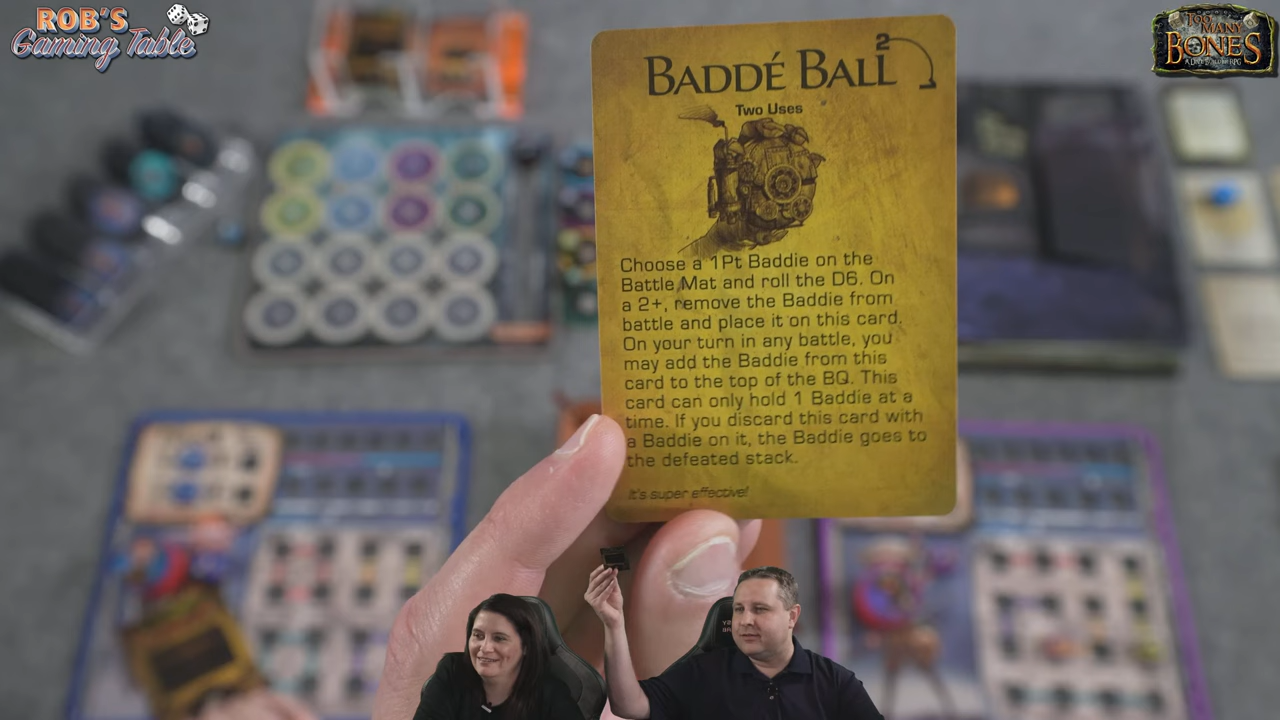 ROB'S
Gaming Table
TOO
MANY
BONES
A DICE-BUILDER RPG
BADDÉ BALL
2
1
Two Uses
Choose a 1Pt Baddie on the
Battle Mat and roll the D6. On
a 2+, remove the Baddie from
battle and place it on this card.
On your turn in any battle, you
may add the Baddie from this
card to the top of the BQ. This
card can only hold 1 Baddie at a
time. If you discard this card with
a Baddie on it, the Baddie goes to
the defeated stack.
It's super effective!